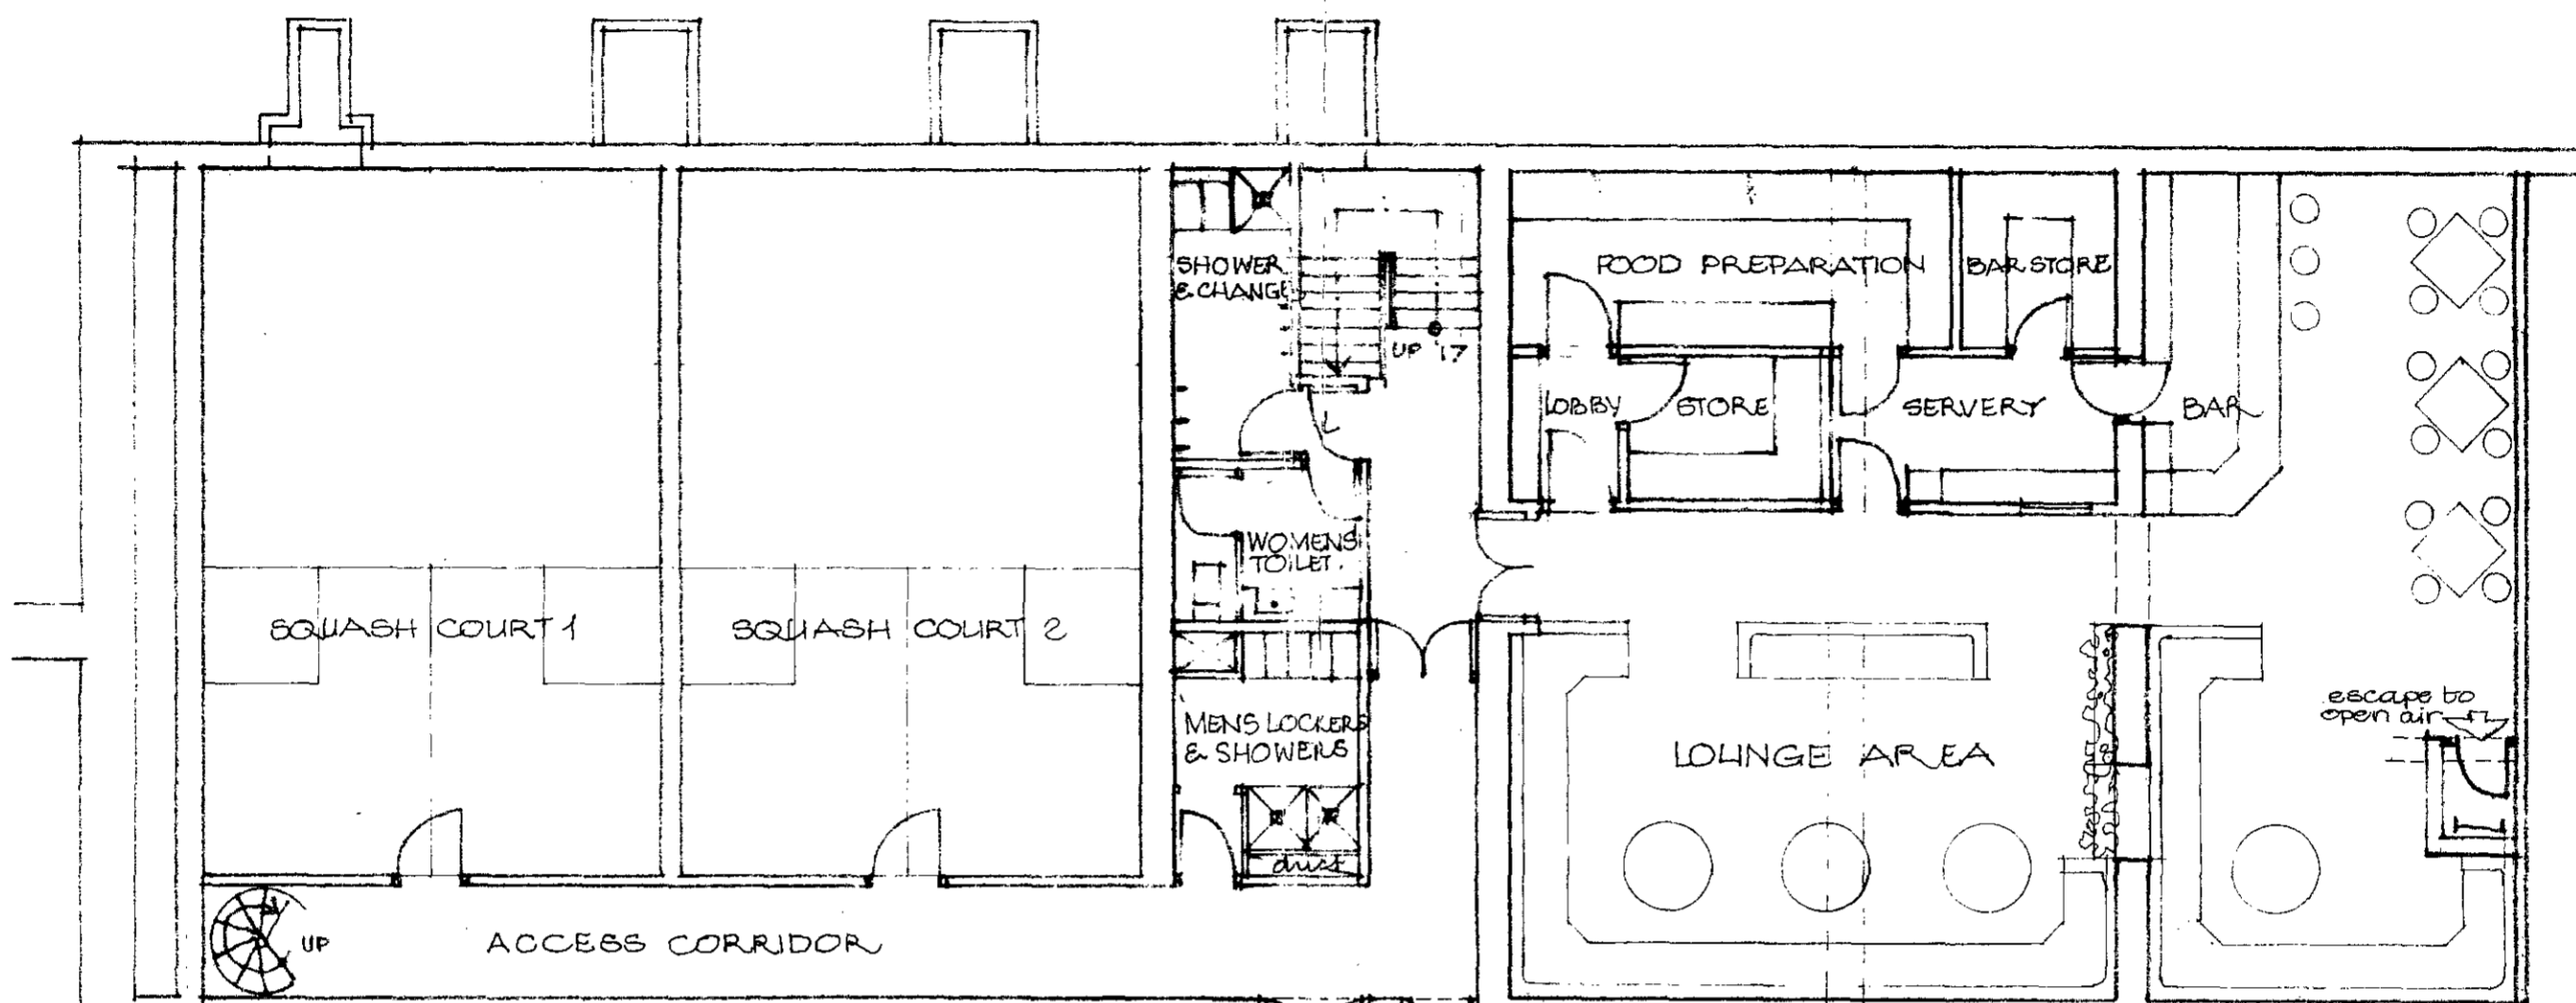 SHOWER
& CHANGE
UP 17
FOOD PREPARATION
BAR STORE
LOBBY
STORE
SERVERY
BAR
WOMENS
TOILET.
SQUASH COURT 1
SQUASH COURT 2
MENS LOCKERS
& SHOWERS
duct
LOUNGE AREA
escape to
open air
UP
ACCESS CORRIDOR